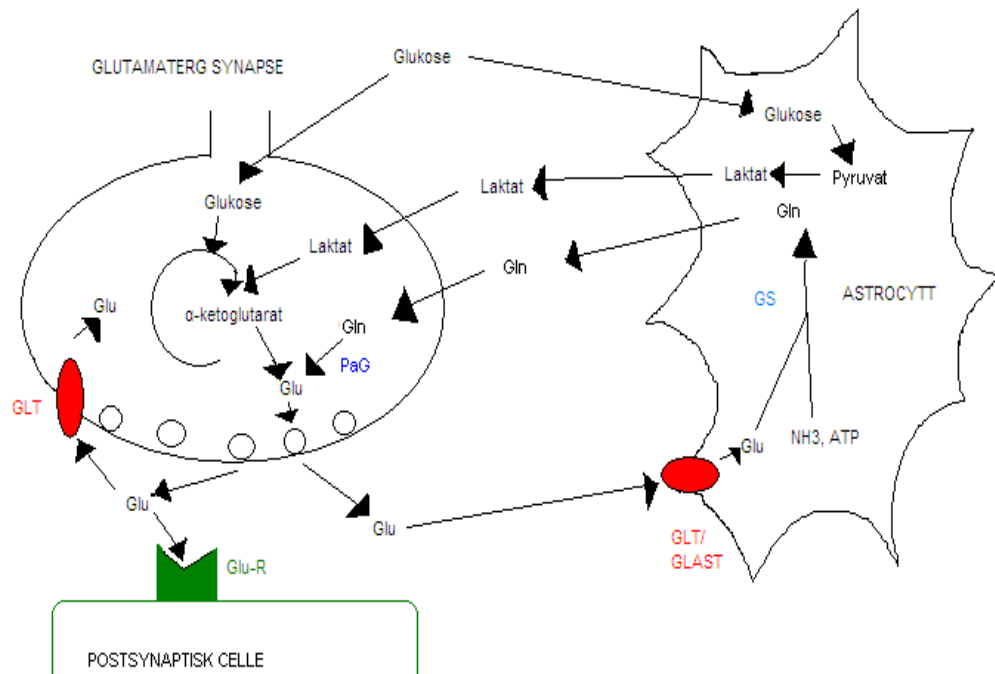 GLUTAMATERG SYNAPSE
Glukose
Glukose
Glukose
Laktat
Laktat
Pyruvat
Laktat
Gln
Gln
Gln
α-ketoglutarat
Glu
Glu
PaG
GS
ASTROCYTT
GLT
Glu
NH3, ATP
Glu
Glu
GLT/
GLAST
Glu-R
POSTSYNAPTISK CELLE